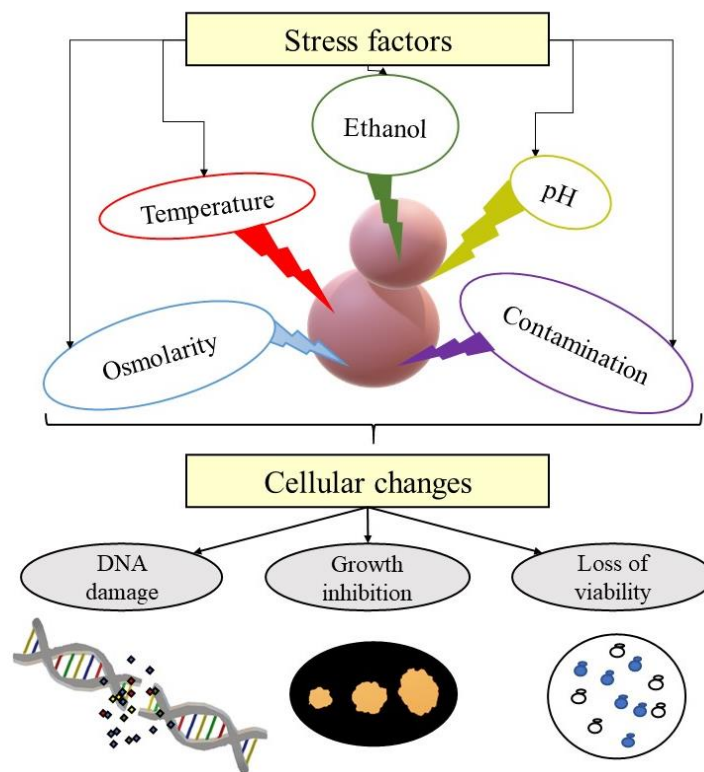 Stress factors
Ethanol
Temperature
pH
Osmolarity
Contamination
Cellular changes
DNA
damage
Growth
inhibition
Loss of
viability